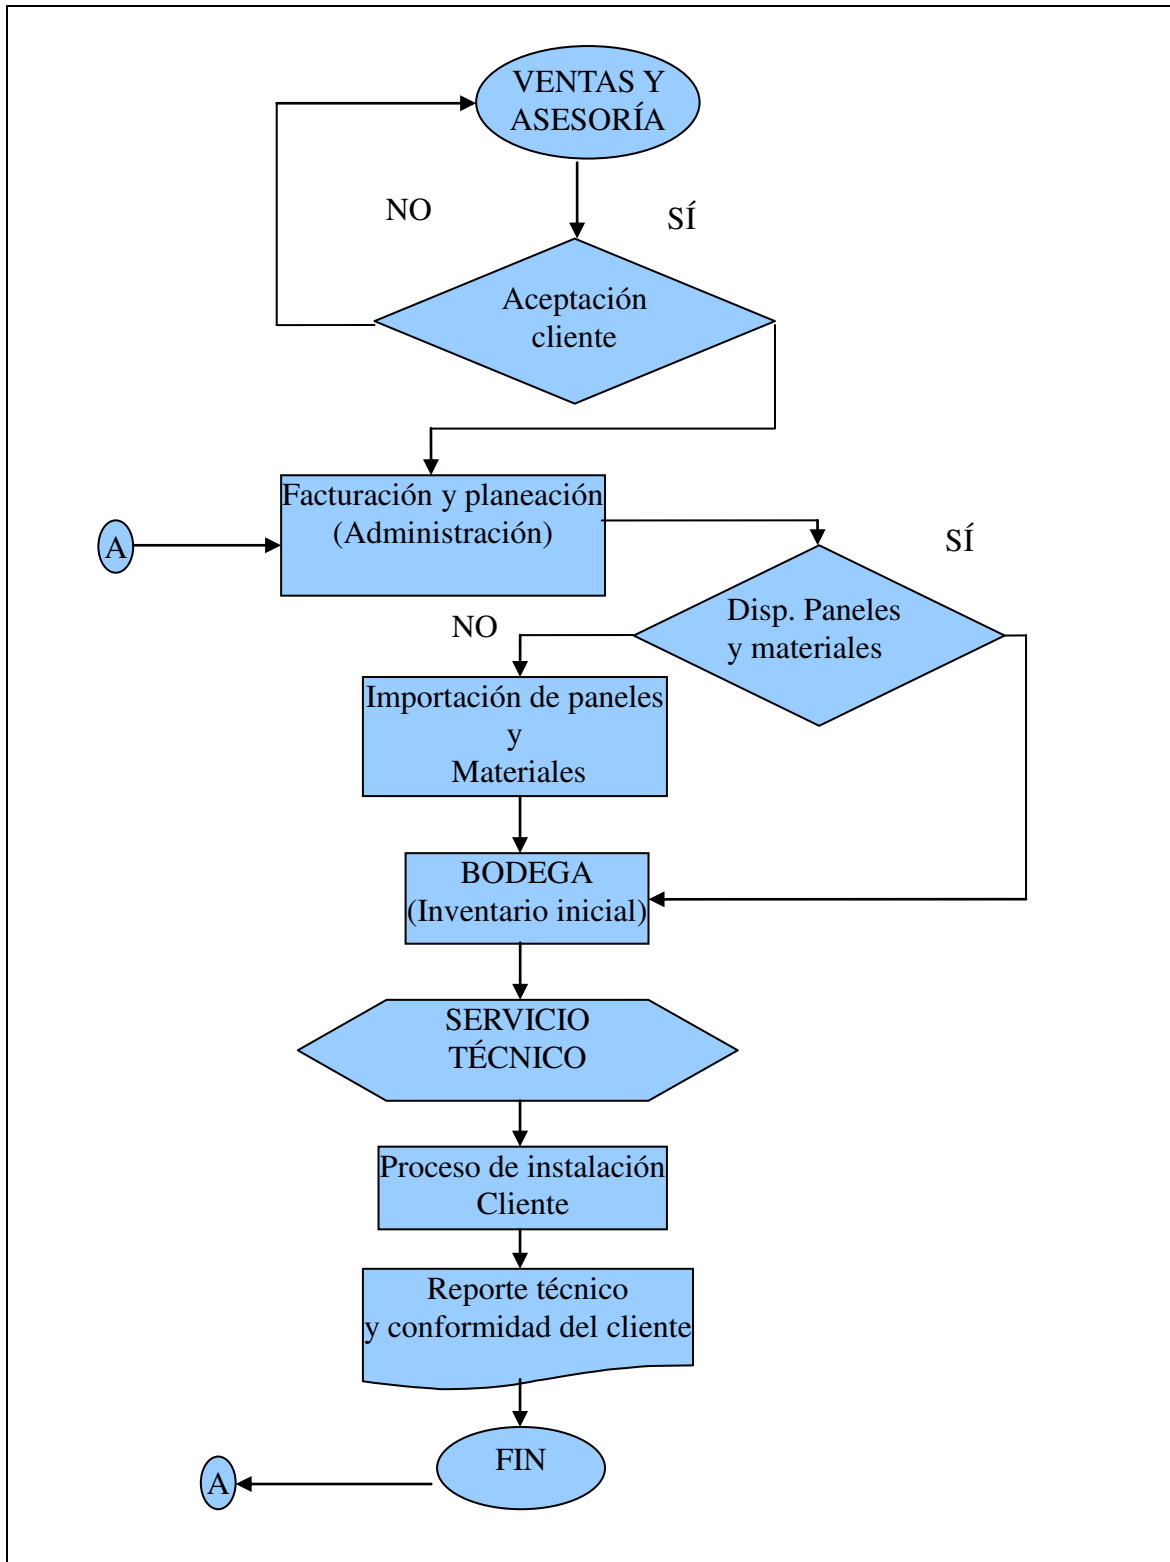 VENTAS Y
ASESORÍA
NO
SÍ
Aceptación
cliente
Facturación y planeación
(Administración)
A
SÍ
Disp. Paneles
y materiales
NO
Importación de paneles
y
Materiales
BODEGA
(Inventario inicial)
SERVICIO
TÉCNICO
Proceso de instalación
Cliente
Reporte técnico
y conformidad del cliente
FIN
A